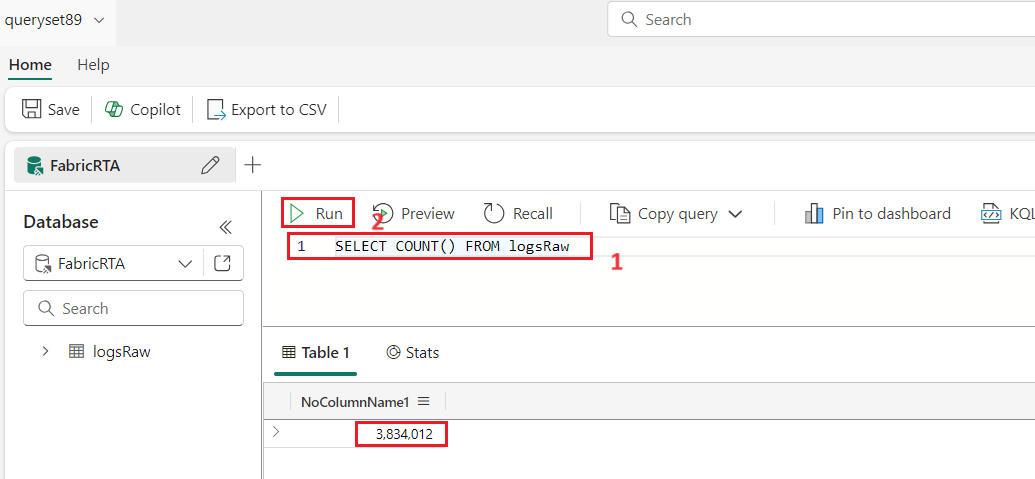 queryset89
Search
Home Help
Save Copilot Export to CSV
FabricRTA
Database
FabricRTA
Search
logsRaw
Run 2 Preview Recall Copy query Pin to dashboard KQL
1 SELECT COUNT() FROM logsRaw
1
Table 1 Stats
NoColumnName1
3,834,012